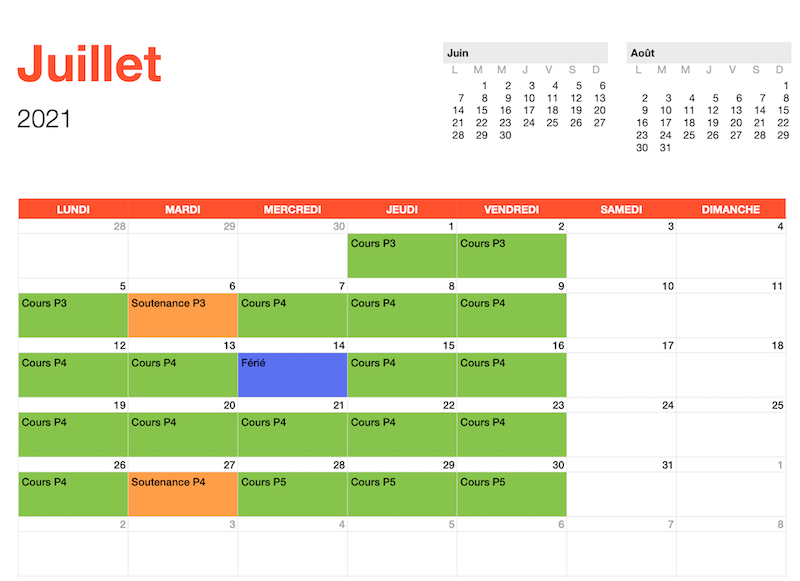 Juillet
2021
Juin
L M M J V S D
1 2 3 4 5 6
7 8 9 10 11 12 13
14 15 16 17 18 19 20
21 22 23 24 25 26 27
28 29 30
Août
L M M J V S D
1
2 3 4 5 6 7 8
9 10 11 12 13 14 15
16 17 18 19 20 21 22
23 24 25 26 27 28 29
30 31
LUNDI MARDI MERCREDI JEUDI VENDREDI SAMEDI DIMANCHE
28 29 30 1 2 3 4
Cours P3 Cours P3
5 6 7 8 9 10 11
Cours P3 Soutenance P3 Cours P4 Cours P4 Cours P4
12 13 14 15 16 17 18
Cours P4 Cours P4 Férié Cours P4 Cours P4
19 20 21 22 23 24 25
Cours P4 Cours P4 Cours P4 Cours P4 Cours P4
26 27 28 29 30 31 1
Cours P4 Soutenance P4 Cours P5 Cours P5 Cours P5
2 3 4 5 6 7 8